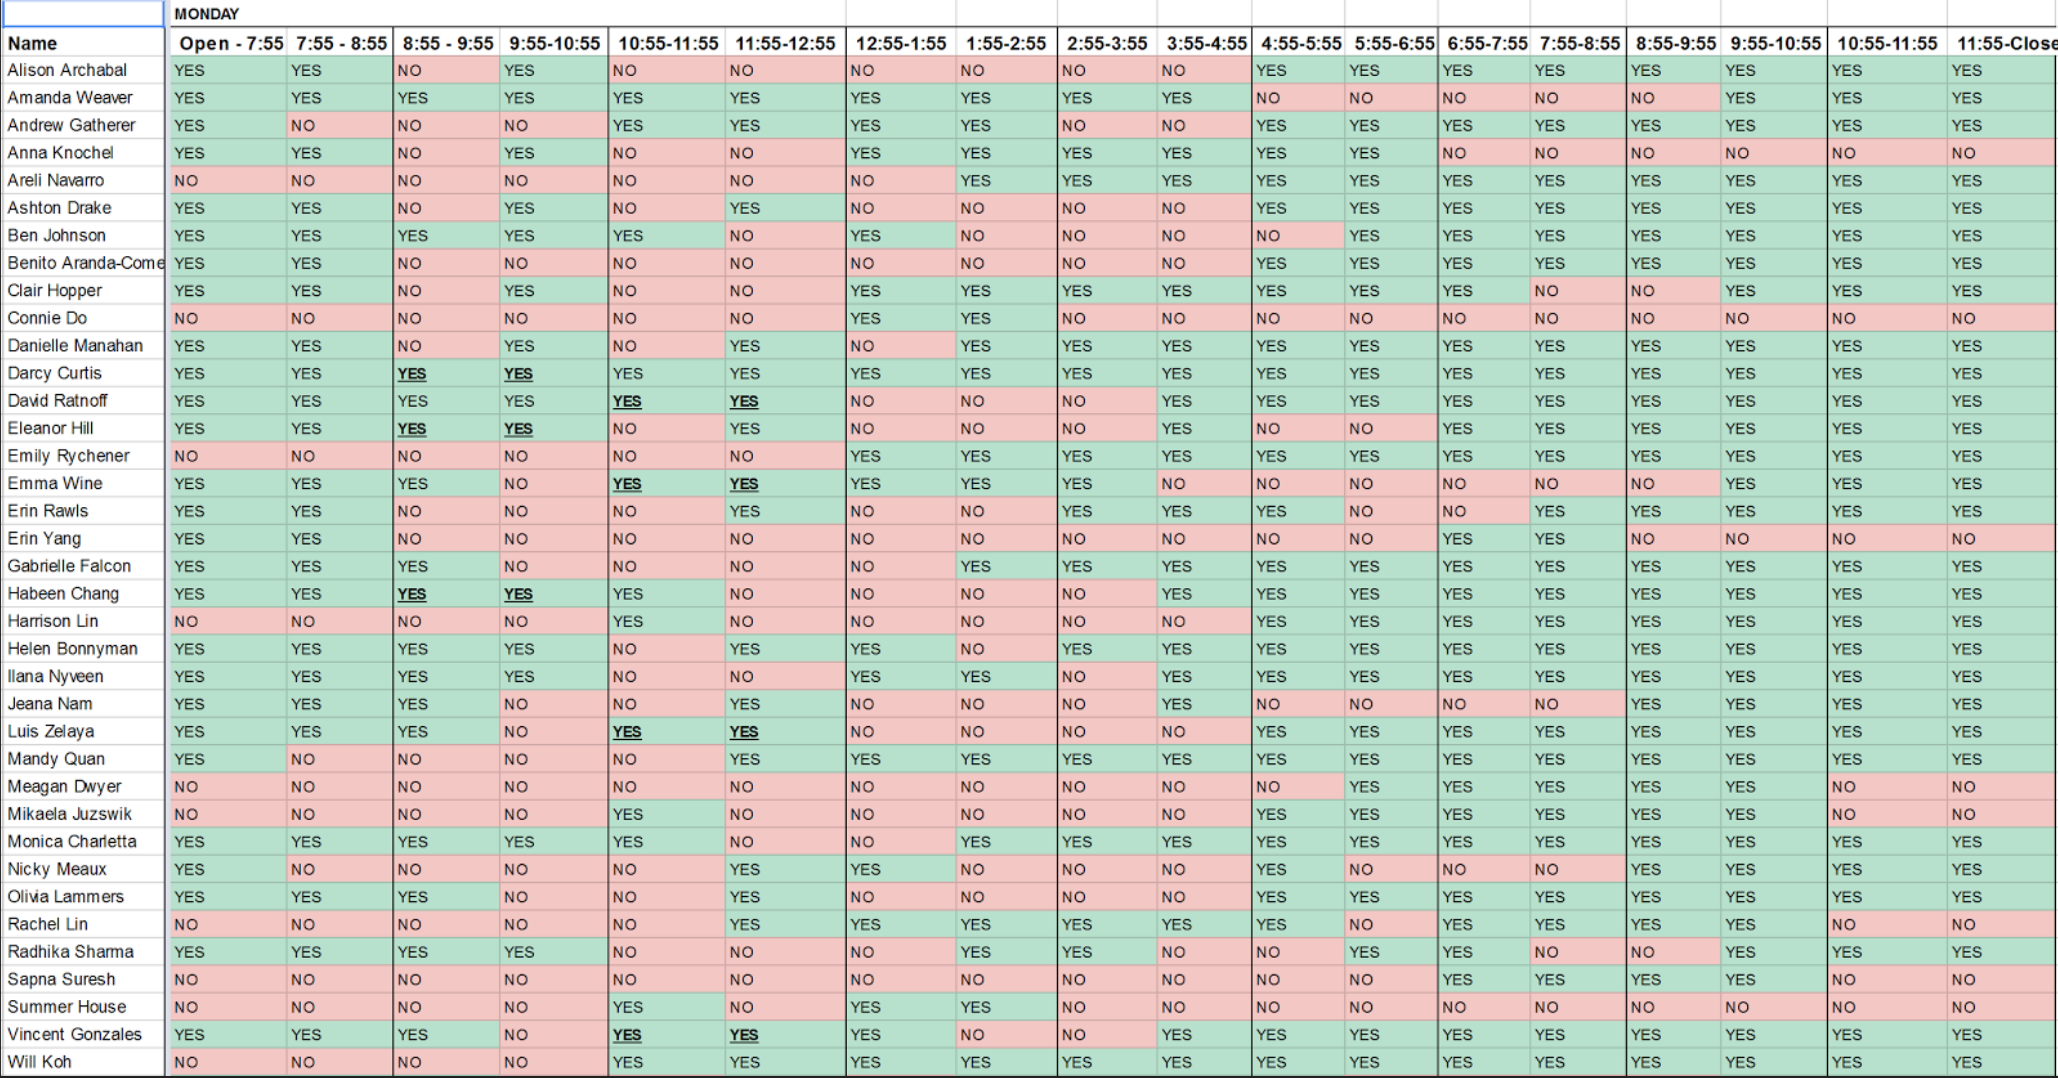 MONDAY
Name Open - 7:55 7:55 - 8:55 8:55 - 9:55 9:55-10:55 10:55-11:55 11:55-12:55 12:55-1:55 1:55-2:55 2:55-3:55 3:55-4:55 4:55-5:55 5:55-6:55 6:55-7:55 7:55-8:55 8:55-9:55 9:55-10:55 10:55-11:55 11:55-Close
Alison Archabal YES YES NO YES NO NO NO NO NO NO YES YES YES YES YES YES YES YES
Amanda Weaver YES YES YES YES YES YES YES YES YES YES NO NO NO NO NO YES YES YES
Andrew Gatherer YES NO NO NO YES YES YES YES NO NO YES YES YES YES YES YES YES YES
Anna Knochel YES YES NO YES NO NO YES YES YES YES YES YES NO NO NO NO NO NO
Areli Navarro NO NO NO NO NO NO NO YES YES YES YES YES YES YES YES YES YES YES
Ashton Drake YES YES NO YES NO YES NO NO NO NO YES YES YES YES YES YES YES YES
Ben Johnson YES YES YES YES YES NO YES NO NO NO NO YES YES YES YES YES YES YES
Benito Aranda-Come YES YES NO NO NO NO NO NO NO NO YES YES YES YES YES YES YES YES
Clair Hopper YES YES NO YES NO NO YES YES YES YES YES YES YES NO NO YES YES YES
Connie Do NO NO NO NO NO NO YES YES NO NO NO NO NO NO NO NO NO NO
Danielle Manahan YES YES NO YES NO YES NO YES YES YES YES YES YES YES YES YES YES YES
Darcy Curtis YES YES YES YES YES YES YES YES YES YES YES YES YES YES YES YES YES YES
David Ratnoff YES YES YES YES YES YES NO NO NO YES YES YES YES YES YES YES YES YES
Eleanor Hill YES YES YES YES NO YES NO NO NO YES NO NO YES YES YES YES YES YES
Emily Rychener NO NO NO NO NO NO YES YES YES YES YES YES YES YES YES YES YES YES
Emma Wine YES YES YES NO YES YES YES YES YES NO NO NO NO NO NO YES YES YES
Erin Rawls YES YES NO NO NO YES NO NO YES YES YES NO NO YES YES YES YES YES
Erin Yang YES YES NO NO NO NO NO NO NO NO NO NO YES YES NO NO NO NO
Gabrielle Falcon YES YES YES NO NO NO NO YES YES YES YES YES YES YES YES YES YES YES
Habeen Chang YES YES YES YES YES NO NO NO NO YES YES YES YES YES YES YES YES YES
Harrison Lin NO NO NO NO YES NO NO NO NO NO YES YES YES YES YES YES YES YES
Helen Bonnyman YES YES YES YES NO YES YES NO YES YES YES YES YES YES YES YES YES YES
Ilana Nyveen YES YES YES YES NO NO YES YES NO YES YES YES YES YES YES YES YES YES
Jeana Nam YES YES YES NO NO YES NO NO NO YES NO NO NO NO YES YES YES YES
Luis Zelaya YES YES YES NO YES YES NO NO NO NO YES YES YES YES YES YES YES YES
Mandy Quan YES NO NO NO NO YES YES YES YES YES YES YES YES YES YES YES YES YES
Meagan Dwyer NO NO NO NO NO NO NO NO NO NO NO YES YES YES YES YES NO NO
Mikaela Juzswik NO NO NO NO YES NO NO NO NO NO YES YES YES YES YES YES NO NO
Monica Charletta YES YES YES YES YES NO NO YES YES YES YES YES YES YES YES YES YES YES
Nicky Meaux YES NO NO NO NO YES YES NO NO NO YES NO NO NO YES YES YES YES
Olivia Lammers YES YES YES NO NO YES NO NO NO NO YES YES YES YES YES YES YES YES
Rachel Lin NO NO NO NO NO YES YES YES YES YES YES NO YES YES YES YES NO NO
Radhika Sharma YES YES YES YES NO NO NO YES YES NO NO YES YES NO NO YES YES YES
Sapna Suresh NO NO NO NO NO NO NO NO NO NO NO NO YES YES YES YES NO NO
Summer House NO NO NO NO YES NO YES YES NO NO NO NO NO NO NO NO NO NO
Vincent Gonzales YES YES YES NO YES YES YES NO NO YES YES YES YES YES YES YES YES YES
Will Koh NO NO NO NO YES YES YES YES YES YES YES YES YES YES YES YES YES YES